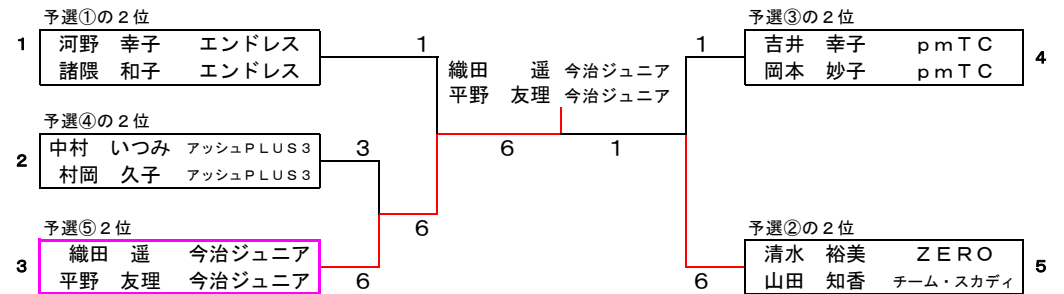 予選①の2位
1 河野 幸子 エンドレス
諸隈 和子 エンドレス
1
予選④の2位
2 中村 いつみ アッシュPLUS3
村岡 久子 アッシュPLUS3
3
予選⑤2位
3 織田 遥 今治ジュニア
平野 友理 今治ジュニア
6
6
織田 遥 今治ジュニア
平野 友理 今治ジュニア
6 1
予選③の2位
1
吉井 幸子 pmTC 4
岡本 妙子 pmTC
予選②の2位
清水 裕美 ZERO 5
山田 知香 チーム・スカディ
6